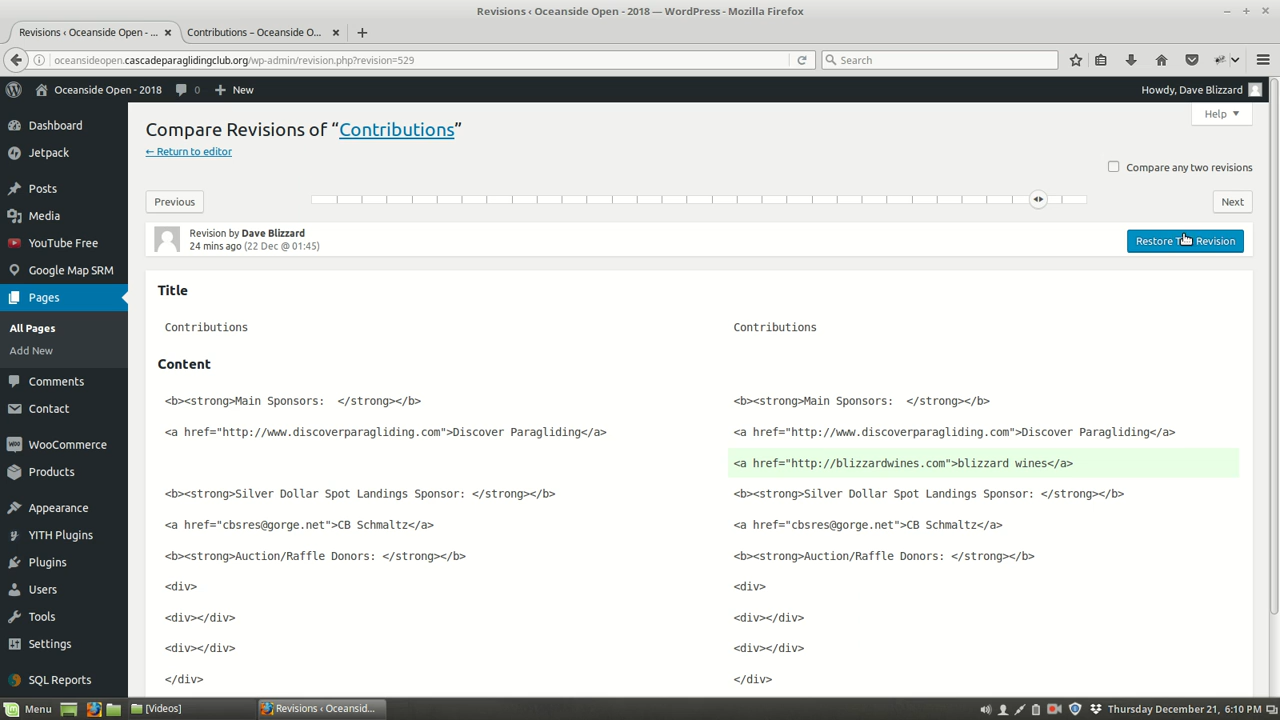 Revisions ‹ Oceanside Open - 2018 — WordPress - Mozilla Firefox
Revisions ‹ Oceanside Open - ...
Contributions – Oceanside O...
oceansideopen.cascadeparaglidingclub.org/wp-admin/revision.php?revision=529
Search
Oceanside Open - 2018
0
New
Howdy, Dave Blizzard
Help
Dashboard
Jetpack
Posts
Media
YouTube Free
Google Map SRM
Pages
All Pages
Add New
Comments
Contact
WooCommerce
Products
Appearance
YITH Plugins
Plugins
Users
Tools
Settings
SQL Reports
Compare Revisions of “Contributions”
← Return to editor
Compare any two revisions
Previous
Next
Revision by Dave Blizzard
24 mins ago (22 Dec @ 01:45)
Restore Revision
Title
Contributions
Contributions
Content
<b><strong>Main Sponsors:  </strong></b>
<b><strong>Main Sponsors:  </strong></b>
<a href="http://www.discoverparagliding.com">Discover Paragliding</a>
<a href="http://www.discoverparagliding.com">Discover Paragliding</a>
<a href="http://blizzardwines.com">blizzard wines</a>
<b><strong>Silver Dollar Spot Landings Sponsor: </strong></b>
<b><strong>Silver Dollar Spot Landings Sponsor: </strong></b>
<a href="cbsres@gorge.net">CB Schmaltz</a>
<a href="cbsres@gorge.net">CB Schmaltz</a>
<b><strong>Auction/Raffle Donors: </strong></b>
<b><strong>Auction/Raffle Donors: </strong></b>
<div>
<div>
<div></div>
<div></div>
<div></div>
<div></div>
</div>
</div>
Menu
[Videos]
Revisions ‹ Oceansid...
Thursday December 21, 6:10 PM